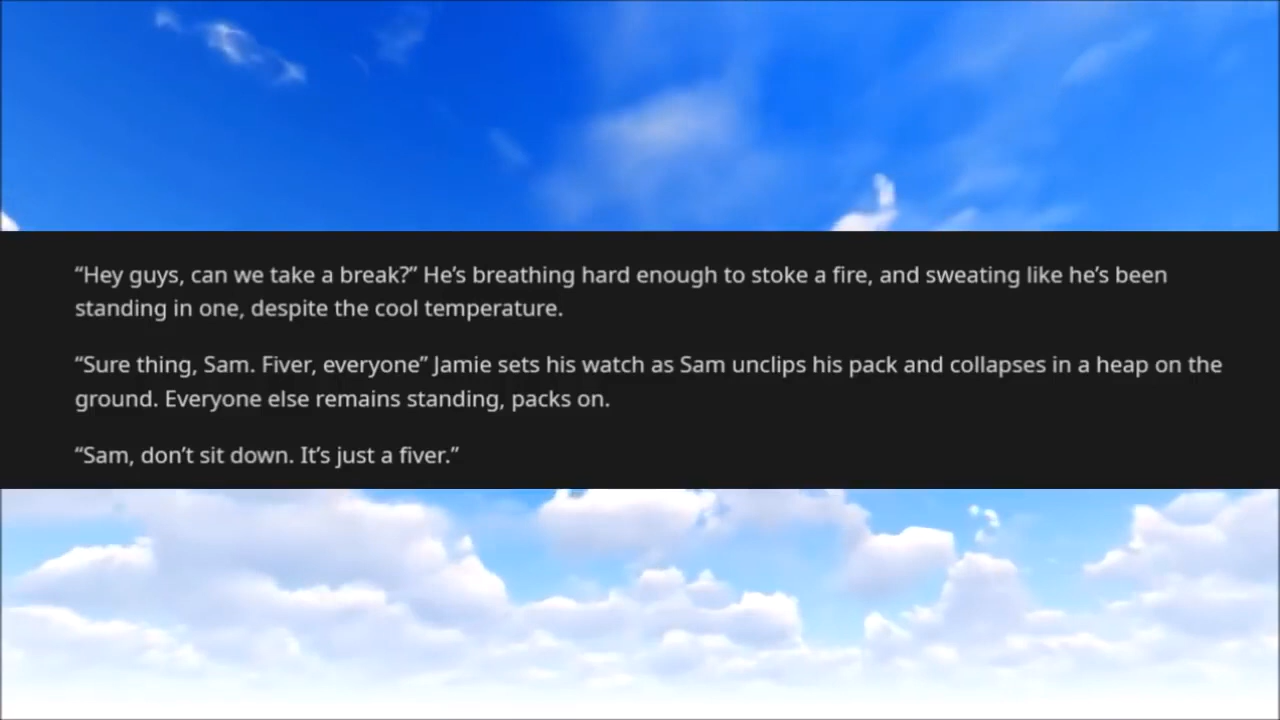 “Hey guys, can we take a break?” He’s breathing hard enough to stoke a fire, and sweating like he’s been
standing in one, despite the cool temperature.
“Sure thing, Sam. Fiver, everyone” Jamie sets his watch as Sam unclips his pack and collapses in a heap on the
ground. Everyone else remains standing, packs on.
“Sam, don’t sit down. It’s just a fiver.”